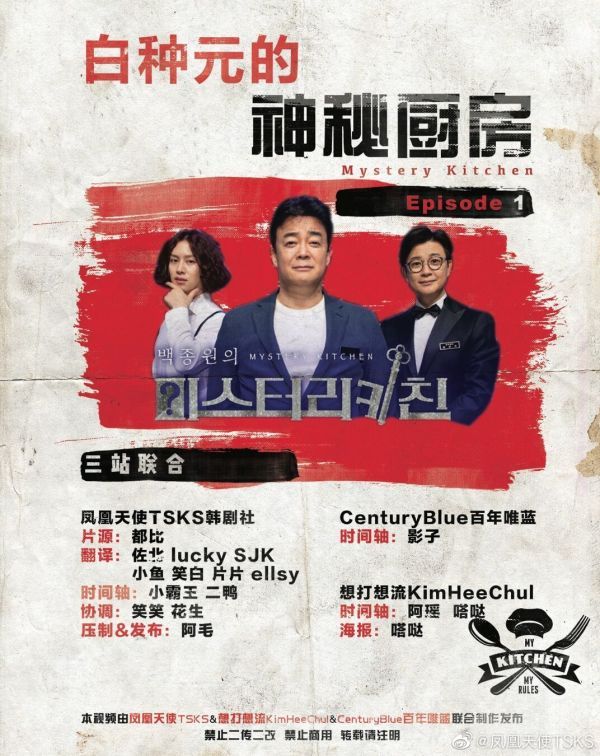 白种元的
神秘厨房
Mystery Kitchen
Episode 1
백종원의 MYSTERY KITCHEN
미스터리키친
三站联合
凤凰天使TSKS韩剧社
片源：都比
翻译：佐北 lucky SJK
小鱼 笑白 片片 ellsy
时间轴：小霸王 二鸭
协调：笑笑 花生
压制&发布：阿毛
CenturyBlue百年唯蓝
时间轴：影子
想打想流KimHeeChul
时间轴：阿瑶 嗒哒
海报：嗒哒
MY
KITCHEN
MY
RULES
本视频由凤凰天使TSKS&想打想流KimHeeChul&CenturyBlue百年唯蓝联合制作发布
禁止二传二改 禁止商用 转载请注明
@凤凰天使TSKS